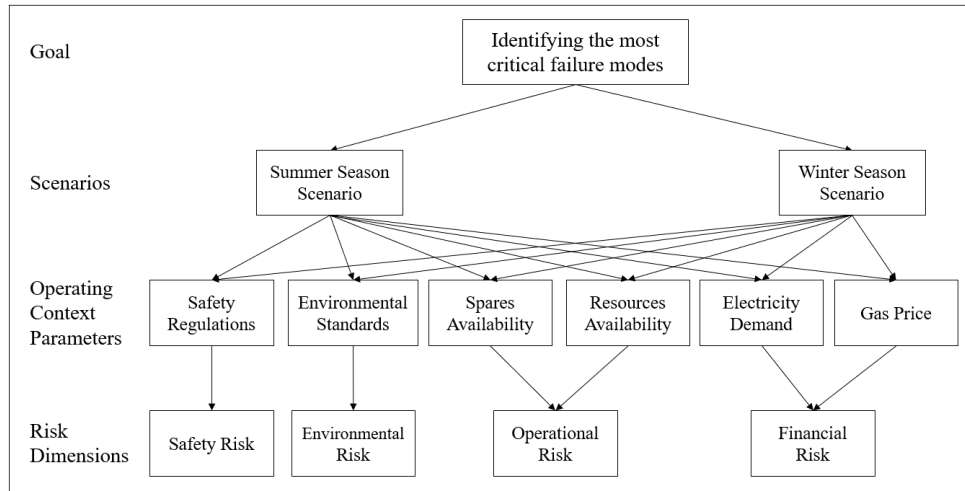 Goal
Identifying the most
critical failure modes
Scenarios
Summer Season
Scenario
Winter Season
Scenario
Operating
Context
Parameters
Safety
Regulations
Environmental
Standards
Spares
Availability
Resources
Availability
Electricity
Demand
Gas Price
Risk
Dimensions
Safety Risk
Environmental
Risk
Operational
Risk
Financial
Risk